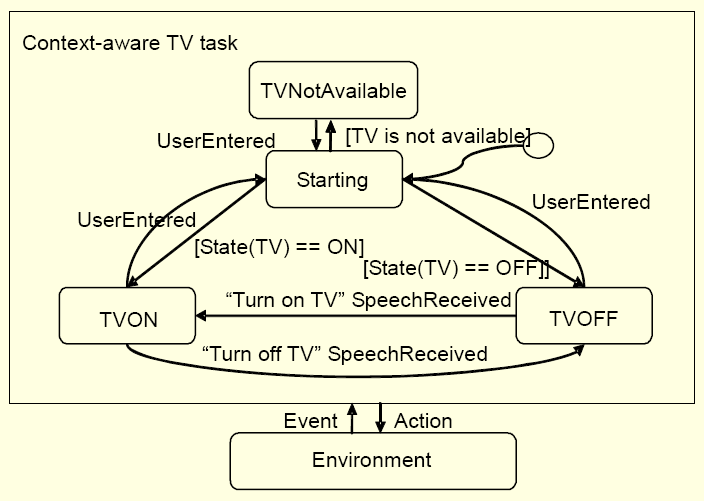 Context-aware TV task
TVNotAvailable
UserEntered
[TV is not available]
Starting
UserEntered
UserEntered
[State(TV) == ON]
[State(TV) == OFF]]
“Turn on TV” SpeechReceived
TVON
TVOFF
“Turn off TV” SpeechReceived
Event
Action
Environment